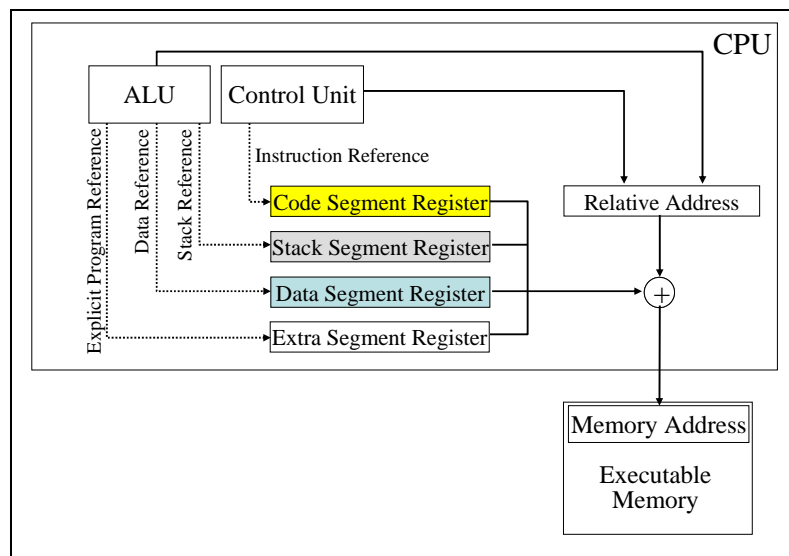 CPU
ALU
Control Unit
Explicit Program Reference
Data Reference
Stack Reference
Instruction Reference
Code Segment Register
Relative Address
Stack Segment Register
Data Segment Register
+
Extra Segment Register
Memory Address
Executable
Memory